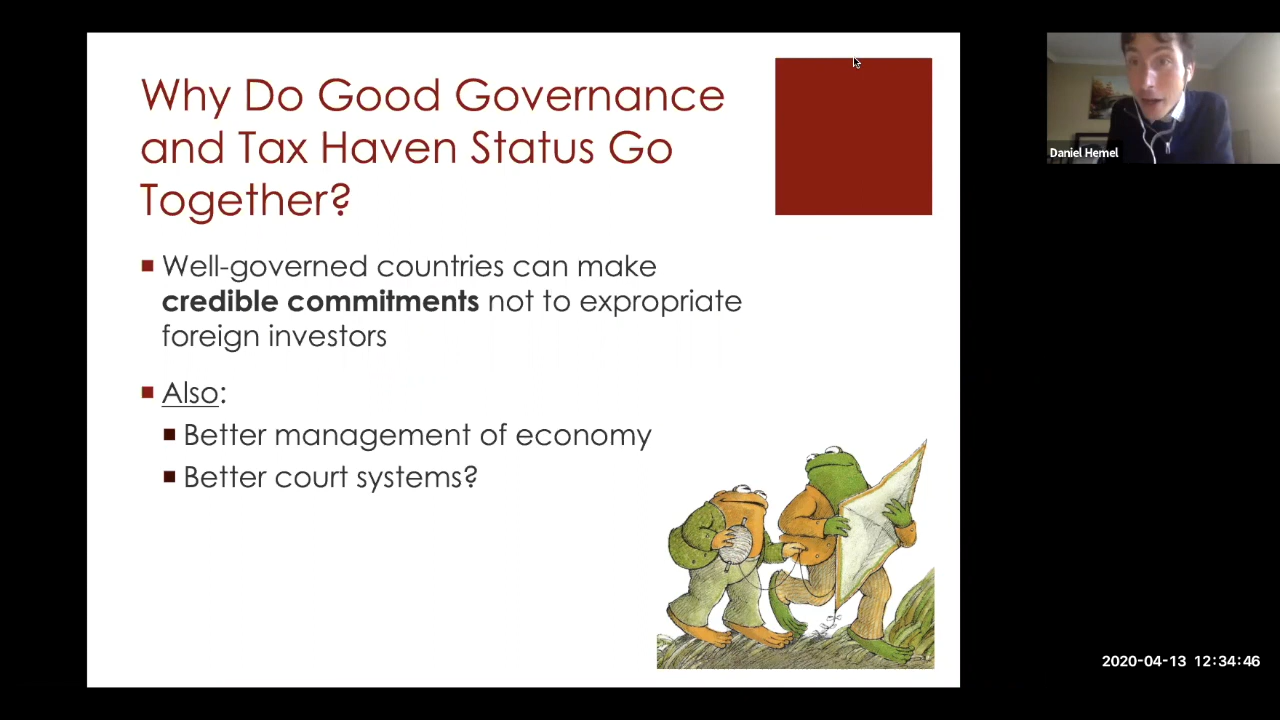 Why Do Good Governance
and Tax Haven Status Go
Together?
Well-governed countries can make
credible commitments not to expropriate
foreign investors
Also:
Better management of economy
Better court systems?
Daniel Hemel
2020-04-13 12:34:46